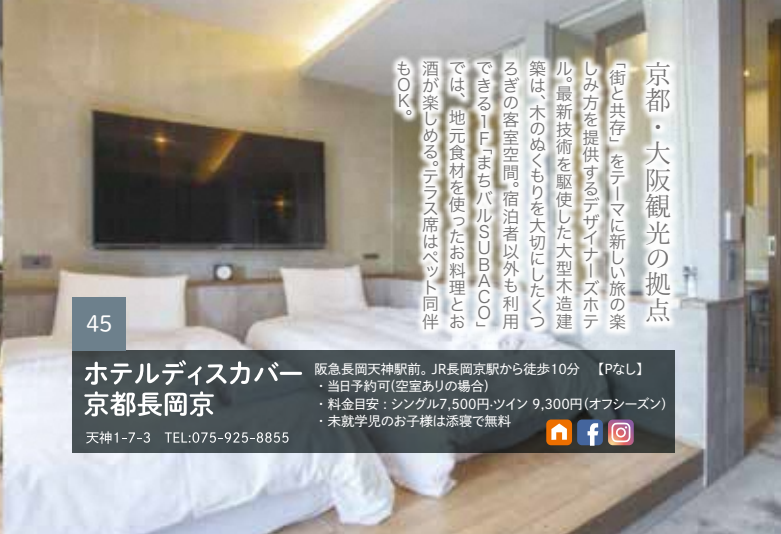 京都・大阪観光の拠点
「街と共存」をテーマに新しい旅の楽
しみ方を提供するデザイナーズホテ
ル。最新技術を駆使した大型木造建
築は、木のぬくもりを大切にしたくつ
ろぎの客室空間。宿泊者以外も利用
できる1F「まちバルSUBACO」
では、地元食材を使ったお料理とお
酒が楽しめる。テラス席はペット同伴
もOK。
45
ホテルディスカバー
京都長岡京
天神1-7-3 TEL:075-925-8855
阪急長岡天神駅前。JR長岡京駅から徒歩10分 【Pなし】
・当日予約可(空室ありの場合)
・料金目安：シングル7,500円・ツイン 9,300円(オフシーズン)
・未就学児のお子様は添寝で無料